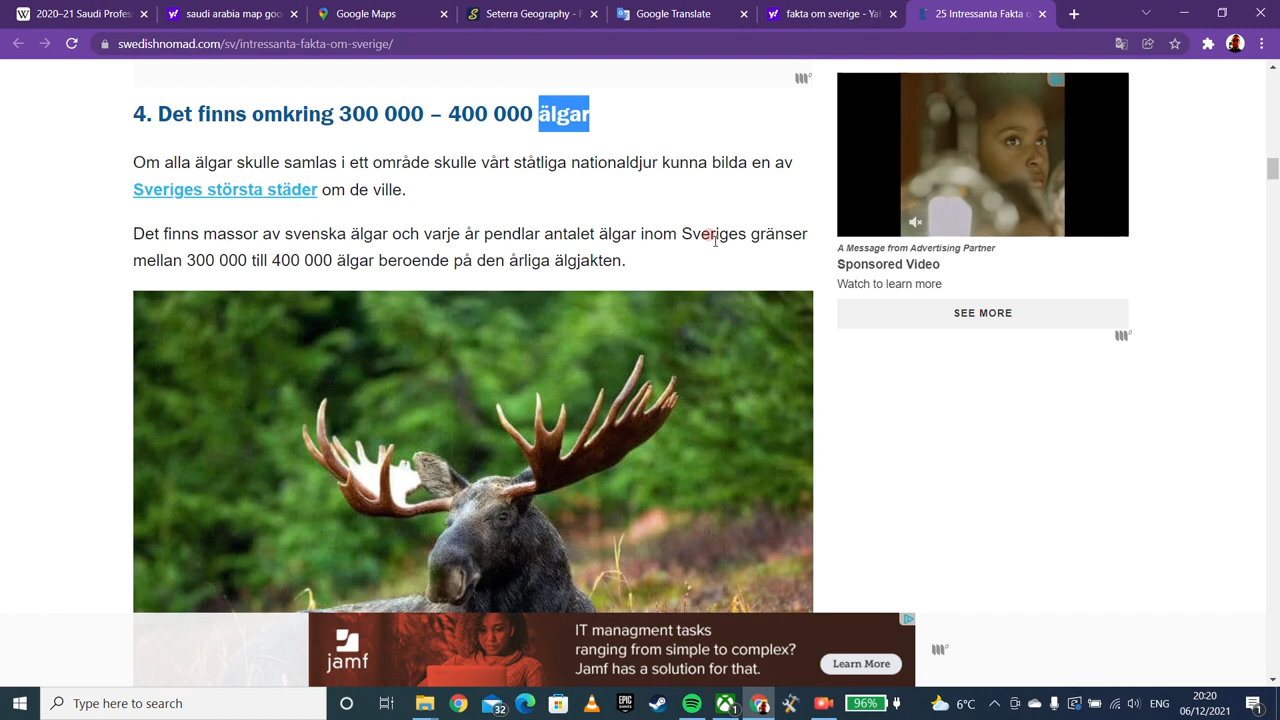 2020–21 Saudi Profes
saudi arabia map goo
Google Maps
Seterra Geography - F
Google Translate
fakta om sverige - Ya
25 Intressanta Fakta o
swedishnomad.com/sv/intressanta-fakta-om-sverige/
4. Det finns omkring 300 000 – 400 000 älgar
Om alla älgar skulle samlas i ett område skulle vårt ståtliga nationaldjur kunna bilda en av
Sveriges största städer om de ville.
Det finns massor av svenska älgar och varje år pendlar antalet älgar inom Sveriges gränser
mellan 300 000 till 400 000 älgar beroende på den årliga älgjakten.
A Message from Advertising Partner
Sponsored Video
Watch to learn more
SEE MORE
jamf
IT managment tasks
ranging from simple to complex?
Jamf has a solution for that.
Learn More
Type here to search
32
EPIC
GAMES
1
96%
6°C
ENG
20:20
06/12/2021
1